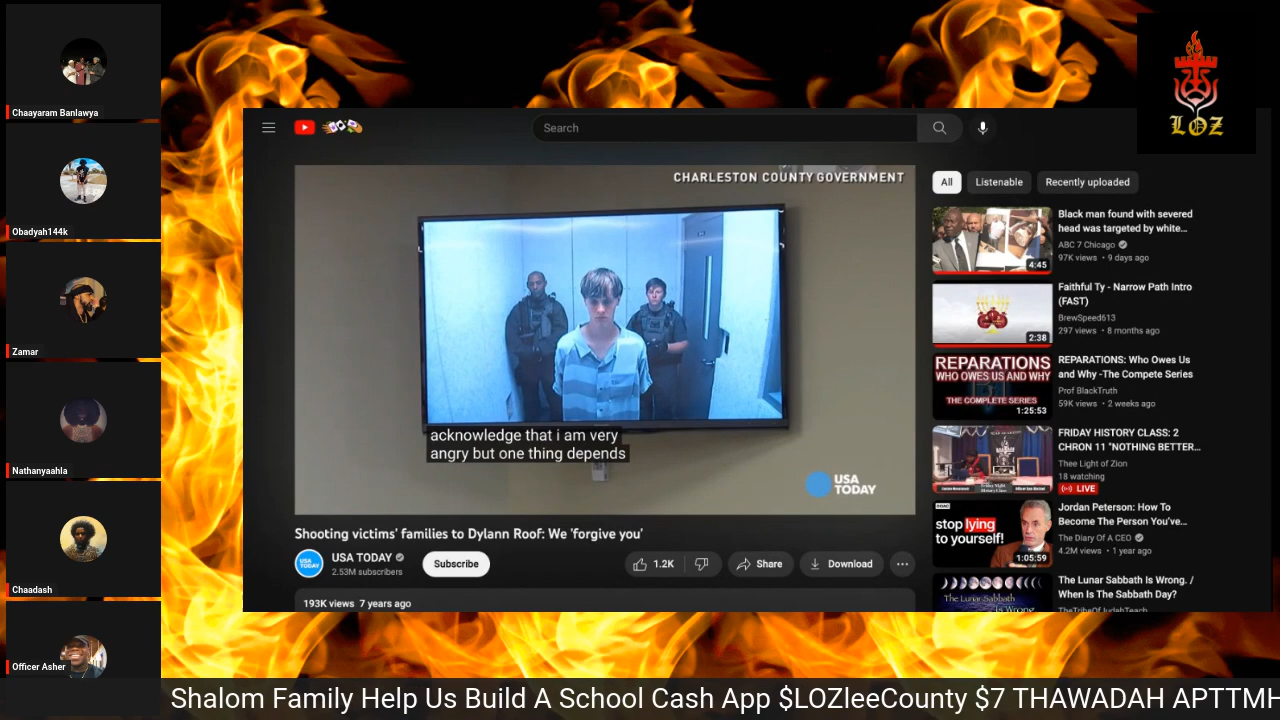 Chaayaram Banlawya
Obadyah144k
Zamar
Nathanyaahla
Chaadash
Officer Asher
LOZ
Search
CHARLESTON COUNTY GOVERNMENT
acknowledge that i am very
angry but one thing depends
USA
TODAY
Shooting victims' families to Dylann Roof: We 'forgive you'
USA TODAY
2.53M subscribers
Subscribe
1.2K
Share
Download
193K views 7 years ago
All
Listenable
Recently uploaded
4:45
Black man found with severed
head was targeted by white...
ABC 7 Chicago
97K views • 9 days ago
2:38
Faithful Ty - Narrow Path Intro
(FAST)
BrewSpeed613
297 views • 8 months ago
REPARATIONS
WHO OWES US AND WHY
THE COMPLETE SERIES
1:25:53
REPARATIONS: Who Owes Us
and Why -The Compete Series
Prof BlackTruth
59K views • 2 weeks ago
FRIDAY HISTORY CLASS: 2
CHRON 11 "NOTHING BETTER...
Thee Light of Zion
18 watching
LIVE
stop lying
to yourself!
1:05:59
Jordan Peterson: How To
Become The Person You've...
The Diary Of A CEO
4.2M views • 1 year ago
The Lunar Sabbath
Is Wrong
The Lunar Sabbath Is Wrong. /
When Is The Sabbath Day?
TheTribeOfJudahTeach
Shalom Family Help Us Build A School Cash App $LOZleeCounty $7 THAWADAH APTTMH